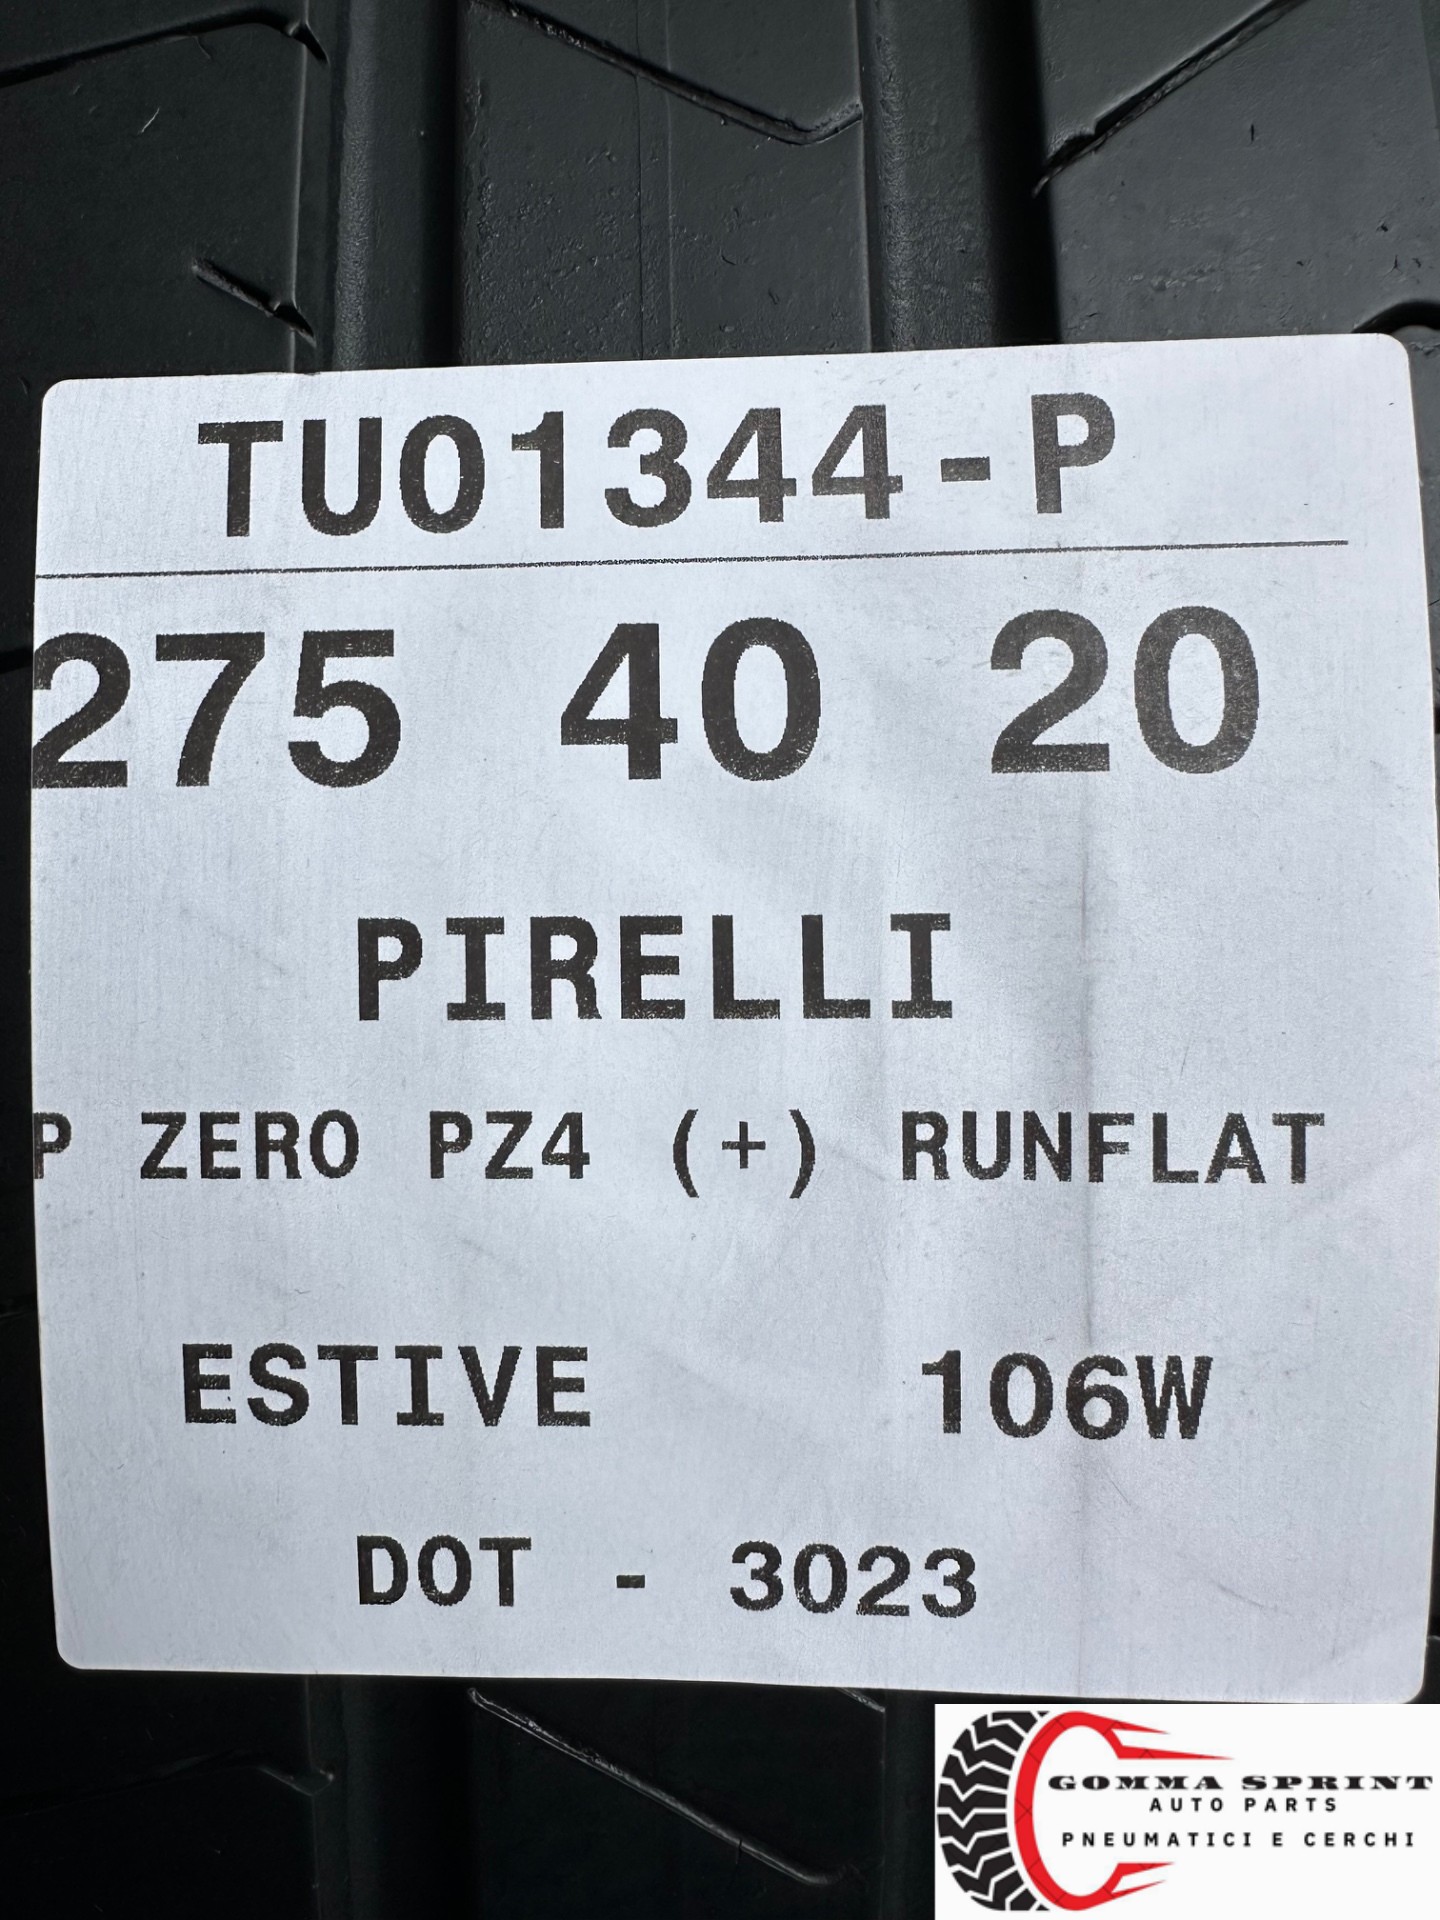 TU01344-P
275 40 20
PIRELLI
P ZERO PZ4 (+) RUNFLAT
ESTIVE 106W
DOT - 3023
GOMMA SPRINT
AUTO PARTS
PNEUMATICI E CERCHI